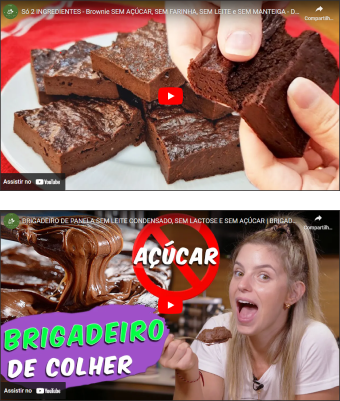 Só 2 INGREDIENTES - Brownie SEM AÇÚCAR, SEM FARINHA, SEM LEITE e SEM MANTEIGA - D...
Compartilh...
Assistir no YouTube
BRIGADEIRO DE PANELA SEM LEITE CONDENSADO, SEM LACTOSE E SEM AÇÚCAR | BRIGAD...
Compartilh...
AÇÚCAR
BRIGADEIRO
DE COLHER
Assistir no YouTube